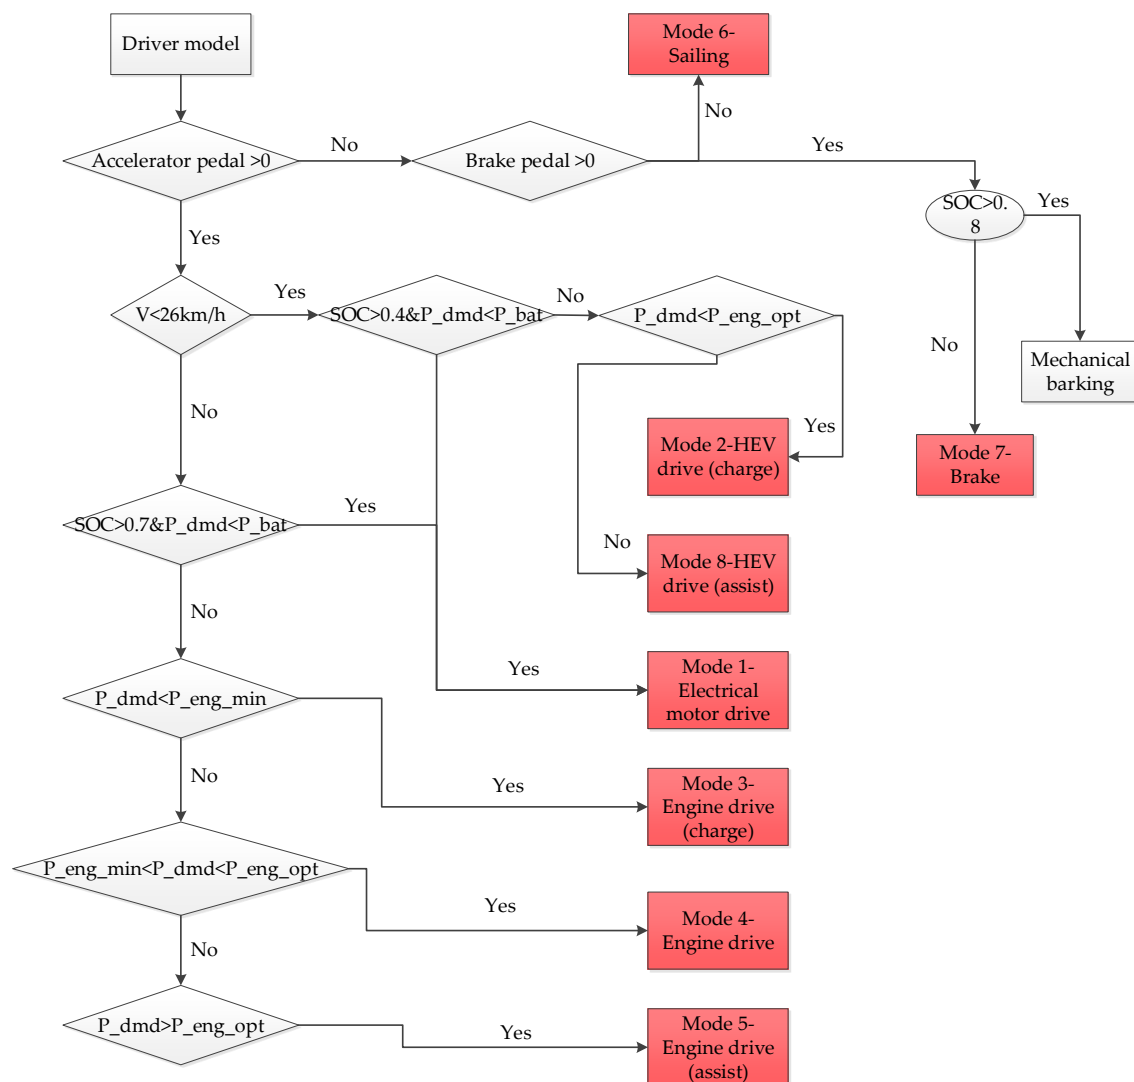 Driver model
Mode 6-
Sailing
No
Accelerator pedal >0
No
Brake pedal >0
Yes
SOC>0.
8
Yes
Yes
V<26km/h
Yes
SOC>0.4&P_dmd<P_bat
No
P_dmd<P_eng_opt
No
Mechanical
barking
No
Yes
Mode 2-HEV
drive (charge)
Mode 7-
Brake
SOC>0.7&P_dmd<P_bat
Yes
No
Mode 8-HEV
drive (assist)
No
P_dmd<P_eng_min
Yes
Mode 1-
Electrical
motor drive
No
Yes
Mode 3-
Engine drive
(charge)
P_eng_min<P_dmd<P_eng_opt
Yes
Mode 4-
Engine drive
No
P_dmd>P_eng_opt
Yes
Mode 5-
Engine drive
(assist)